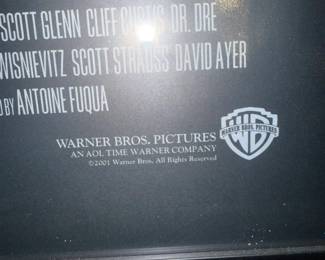 SCOTT GLENN CLIFF CURTIS DR. DRE
WISNIEVITZ SCOTT STRAUSS DAVID AYER
D BY ANTOINE FUQUA
WARNER BROS. PICTURES
AN AOL TIME WARNER COMPANY
©2001 Warner Bros. All Rights Reserved
WARNER BROS. PICTURES
WB